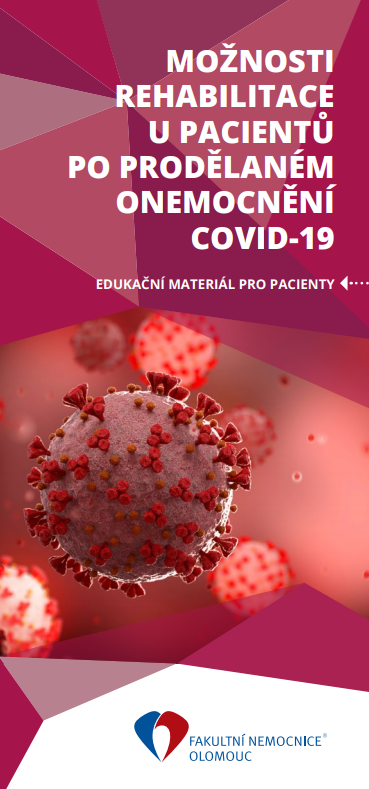 MOŽNOSTI
REHABILITACE
U PACIENTŮ
PO PRODĚLANÉM
ONEMOCNĚNÍ
COVID-19
EDUKAČNÍ MATERIÁL PRO PACIENTY
FAKULTNÍ NEMOCNICE®
OLOMOUC